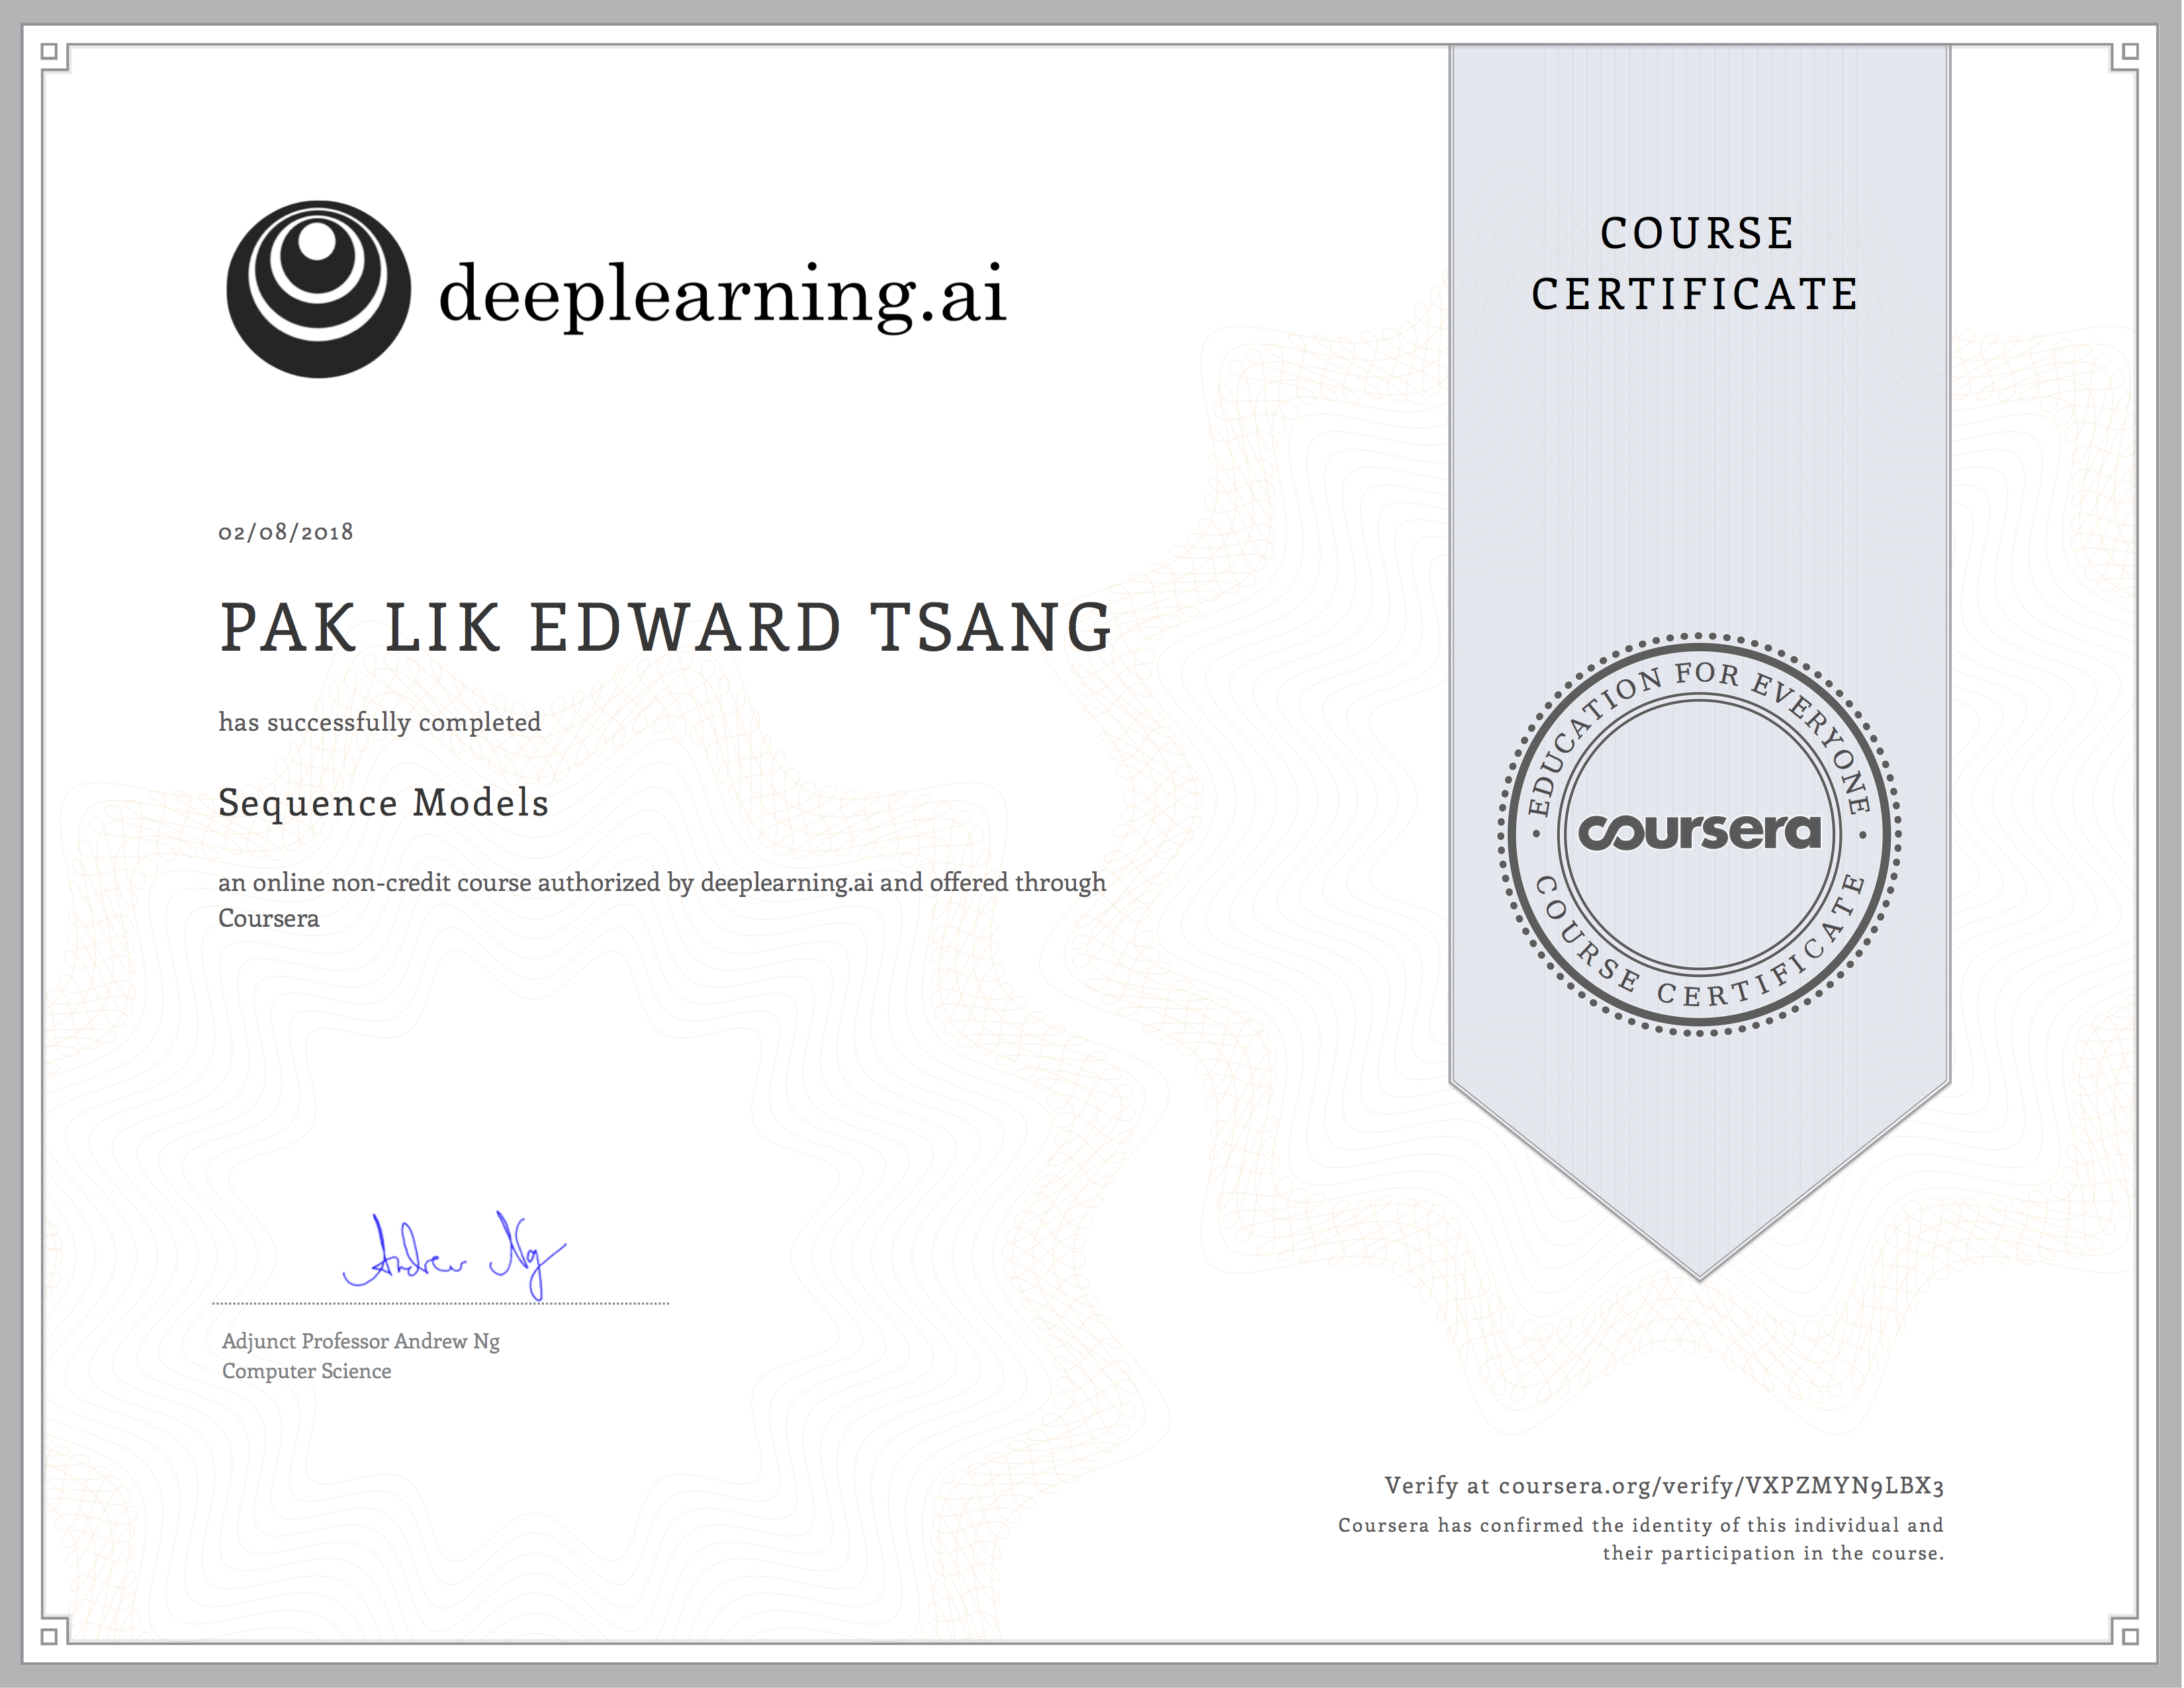 deeplearning.ai
COURSE
CERTIFICATE
02/08/2018
PAK LIK EDWARD TSANG
has successfully completed
Sequence Models
an online non-credit course authorized by deeplearning.ai and offered through
Coursera
EDUCATION FOR EVERYONE
coursera
COURSE CERTIFICATE
Andrew Ng
Adjunct Professor Andrew Ng
Computer Science
Verify at coursera.org/verify/VXPZMYN9LBX3
Coursera has confirmed the identity of this individual and
their participation in the course.